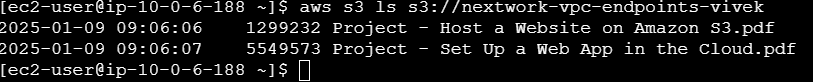 [ec2-user@ip-10-0-6-188 ~]$ aws s3 ls s3://nextwork-vpc-endpoints-vivek
2025-01-09 09:06:06    1299232 Project - Host a Website on Amazon S3.pdf
2025-01-09 09:06:07    5549573 Project - Set Up a Web App in the Cloud.pdf
[ec2-user@ip-10-0-6-188 ~]$